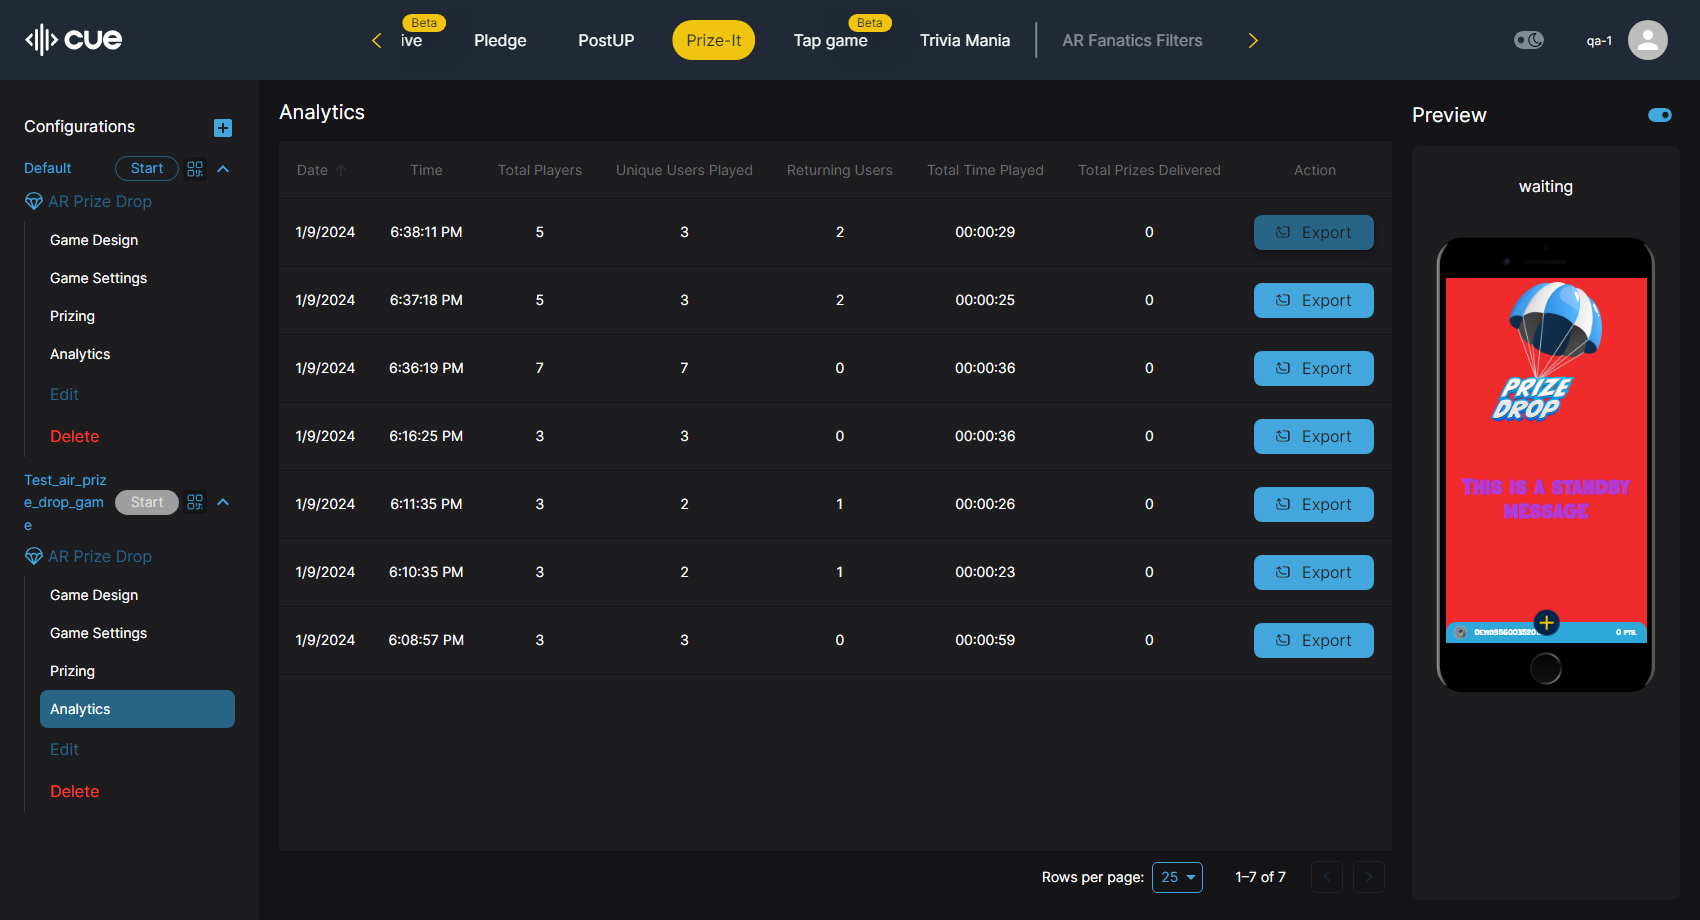 cue
ive
Beta
Pledge
PostUP
Prize-It
Tap game
Beta
Trivia Mania
AR Fanatics Filters
qa-1
Configurations
Default
Start
AR Prize Drop
Game Design
Game Settings
Prizing
Analytics
Edit
Delete
Test_air_priz
e_drop_gam
e
Start
AR Prize Drop
Game Design
Game Settings
Prizing
Analytics
Edit
Delete
Analytics
Date Time Total Players Unique Users Played Returning Users Total Time Played Total Prizes Delivered Action
1/9/2024 6:38:11 PM 5 3 2 00:00:29 0 Export
1/9/2024 6:37:18 PM 5 3 2 00:00:25 0 Export
1/9/2024 6:36:19 PM 7 7 0 00:00:36 0 Export
1/9/2024 6:16:25 PM 3 3 0 00:00:36 0 Export
1/9/2024 6:11:35 PM 3 2 1 00:00:26 0 Export
1/9/2024 6:10:35 PM 3 2 1 00:00:23 0 Export
1/9/2024 6:08:57 PM 3 3 0 00:00:59 0 Export
Rows per page: 25 1–7 of 7
Preview
waiting
PRIZE
DROP
This is a standby
message
0 pts.